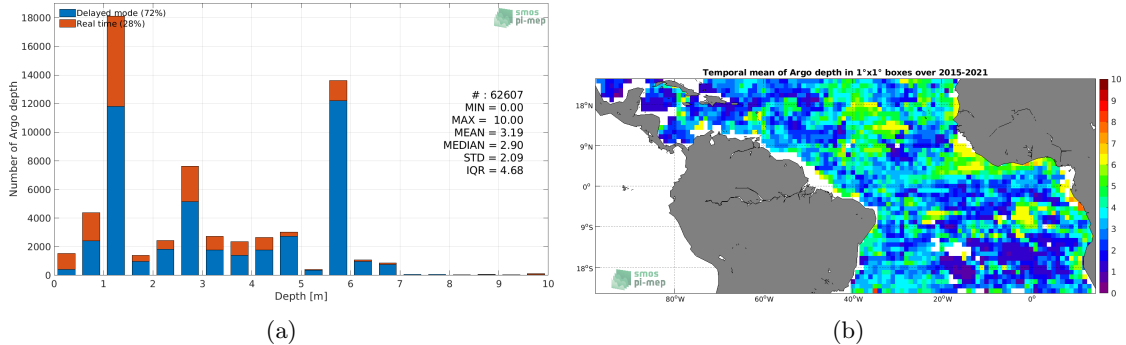 Delayed mode (72%)
Real time (28%)
smos
pi-mep
18000
16000
14000
12000
10000
8000
6000
4000
2000
0
Number of Argo depth
# : 62607
MIN = 0.00
MAX = 10.00
MEAN = 3.19
MEDIAN = 2.90
STD = 2.09
IQR = 4.68
0 1 2 3 4 5 6 7 8 9 10
Depth [m]
(a)
Temporal mean of Argo depth in 1°x1° boxes over 2015-2021
18°N
9°N
0°
9°S
18°S
80°W 60°W 40°W 20°W 0°
smos
pi-mep
10
9
8
7
6
5
4
3
2
1
0
(b)